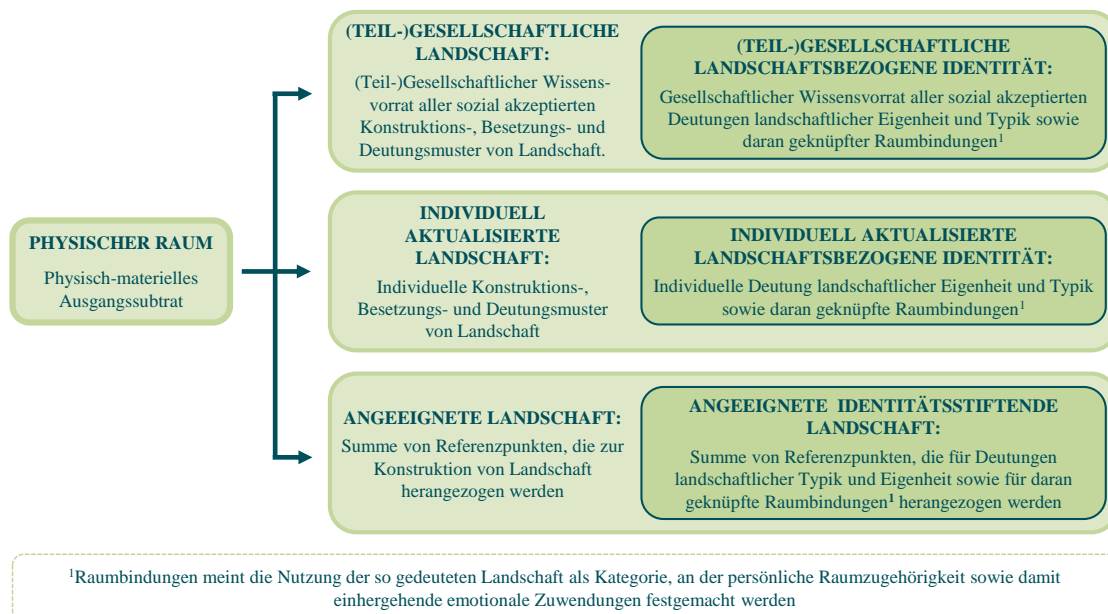 (TEIL-)GESELLSCHAFTLICHE
LANDSCHAFT:
(Teil-)Gesellschaftlicher Wissens-
vorrat aller sozial akzeptierten
Konstruktions-, Besetzungs- und
Deutungsmuster von Landschaft.
(TEIL-)GESELLSCHAFTLICHE
LANDSCHAFTSBEZOGENE IDENTITÄT:
Gesellschaftlicher Wissensvorrat aller sozial akzeptierten
Deutungen landschaftlicher Eigenheit und Typik sowie
daran geknüpfter Raumbindungen¹
PHYSISCHER RAUM
Physisch-materielles
Ausgangssubtrat
INDIVIDUELL
AKTUALISIERTE
LANDSCHAFT:
Individuelle Konstruktions-,
Besetzungs- und Deutungsmuster
von Landschaft
INDIVIDUELL AKTUALISIERTE
LANDSCHAFTSBEZOGENE IDENTITÄT:
Individuelle Deutung landschaftlicher Eigenheit und Typik
sowie daran geknüpfte Raumbindungen¹
ANGEEIGNETE LANDSCHAFT:
Summe von Referenzpunkten, die zur
Konstruktion von Landschaft
herangezogen werden
ANGEEIGNETE IDENTITÄTSSTIFTENDE
LANDSCHAFT:
Summe von Referenzpunkten, die für Deutungen
landschaftlicher Typik und Eigenheit sowie für daran
geknüpfte Raumbindungen¹ herangezogen werden
¹Raumbindungen meint die Nutzung der so gedeuteten Landschaft als Kategorie, an der persönliche Raumzugehörigkeit sowie damit
einhergehende emotionale Zuwendungen festgemacht werden